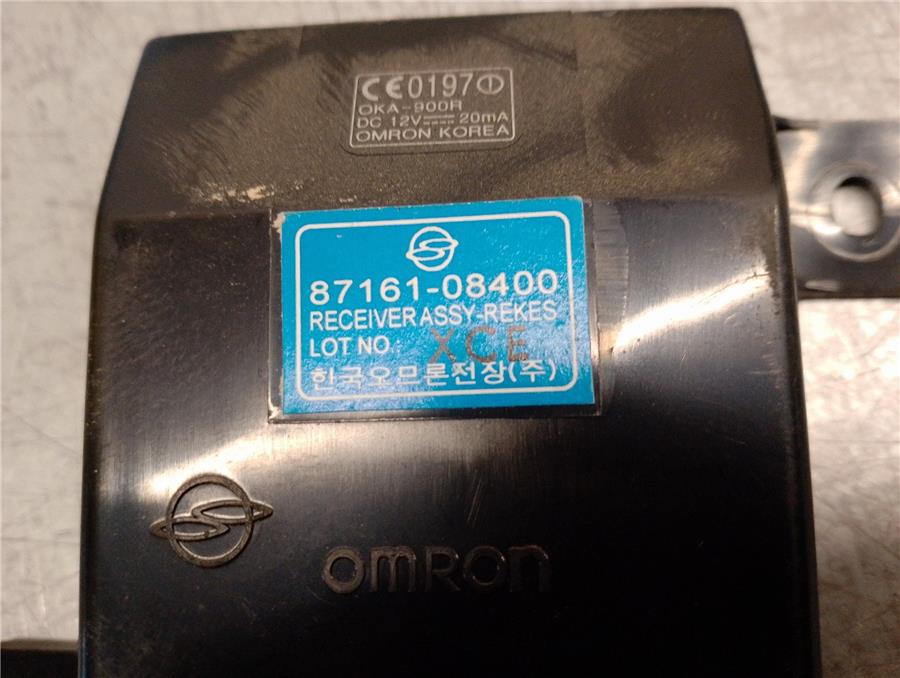 CE0197
OKA-900R
DC 12V 20mA
OMRON KOREA
87161-08400
RECEIVER ASSY-REKES
LOT NO.: XCE
한국오므론전장(주)
omron